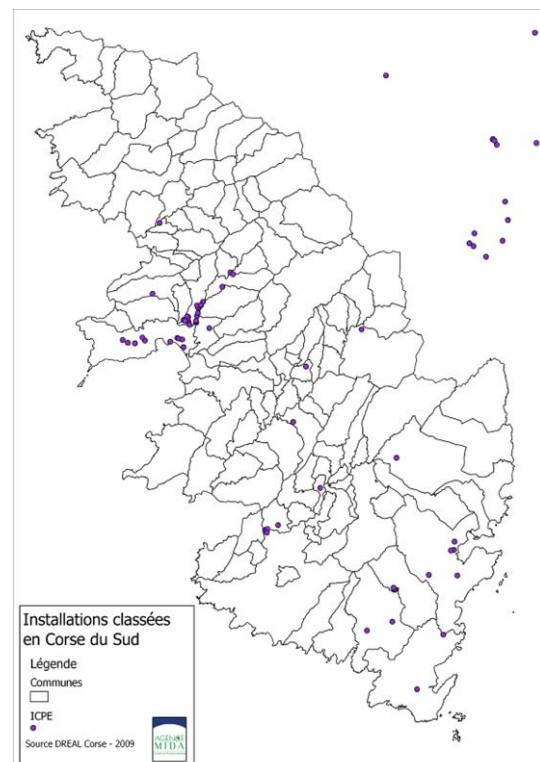 Installations classées
en Corse du Sud
Légende
Communes
ICPE
Source DREAL Corse - 2009
AGENCE
MIDA